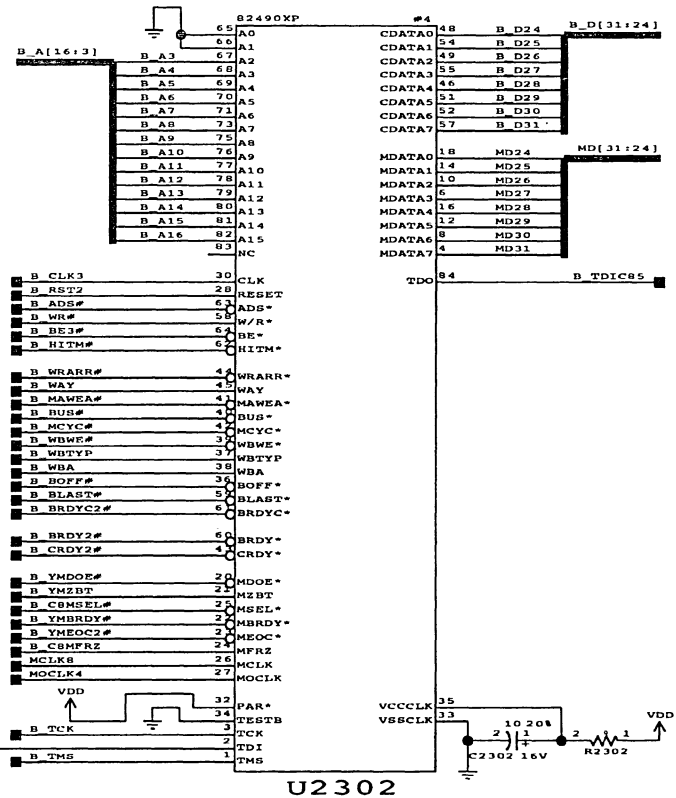 82490XP #4
B_A[16:3]
65 A0
A1
B_A3 67 A2
B_A4 68 A3
B_A5 69 A4
B_A6 70 A5
B_A7 71 A6
B_A8 73 A7
B_A9 75 A8
B_A10 76 A9
B_A11 77 A10
B_A12 78 A11
B_A13 79 A12
B_A14 80 A13
B_A15 81 A14
B_A16 82 A15
83 NC
B_CLK3 30 CLK
B_RST2 28 RESET
B_ADS# 63 ADS*
B_WR# 58 W/R*
B_BE3# 64 BE*
B_HITM# 62 HITM*
B_WRARR# 44 WRARR*
B_WAY 45 WAY
B_MAWEA# 41 MAWEA*
B_BUS# BUS*
B_MCYC# MCYC*
B_WBWE# 39 WBWE*
B_WBTYP 37 WBTYP
B_WBA 38 WBA
B_BOFF# 36 BOFF*
B_BLAST# 59 BLAST*
B_BRDYC2# BRDYC*
B_BRDY2# 60 BRDY*
B_CRDY2# CRDY*
B_YMDOE# 20 MDOE*
B_YMZBT 21 MZBT
B_C8MSEL# 25 MSEL*
B_YMBRDY# MBRDY*
B_YMEOC2# MEOC*
B_C8MFRZ 24 MFRZ
MCLK8 26 MCLK
MOCLK4 27 MOCLK
VDD
32 PAR*
34 TESTB
B_TCK 3 TCK
2 TDI
B_TMS 1 TMS
CDATA0 48 B_D24 B_D[31:24]
CDATA1 54 B_D25
CDATA2 49 B_D26
CDATA3 55 B_D27
CDATA4 46 B_D28
CDATA5 51 B_D29
CDATA6 52 B_D30
CDATA7 57 B_D31
MDATA0 18 MD24 MD[31:24]
MDATA1 14 MD25
MDATA2 10 MD26
MDATA3 6 MD27
MDATA4 16 MD28
MDATA5 12 MD29
MDATA6 8 MD30
MDATA7 4 MD31
TDO 84 B_TDIC85
VCCCLK 35
VSSCLK 33
10 20%
2 1 +
C2302 16V
2 1
R2302
VDD
U2302